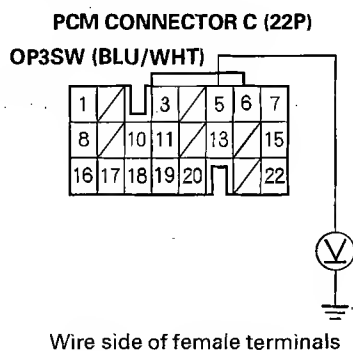 PCM CONNECTOR C (22P)
OP3SW (BLU/WHT)
1 3 5 6 7
8 10 11 13 15
16 17 18 19 20 22
V
Wire side of female terminals